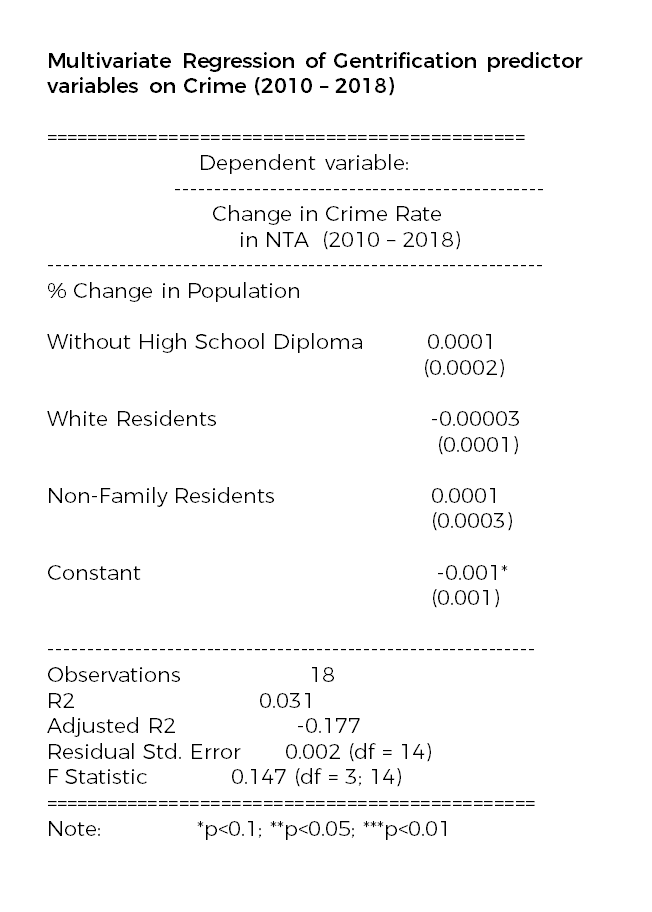 Multivariate Regression of Gentrification predictor
variables on Crime (2010 – 2018)
================================================
Dependent variable:
-----------------------------------------------
Change in Crime Rate
in NTA (2010 – 2018)
---------------------------------------------------------------
% Change in Population
Without High School Diploma 0.0001
(0.0002)
White Residents -0.00003
(0.0001)
Non-Family Residents 0.0001
(0.0003)
Constant -0.001*
(0.001)
--------------------------------------------------------------
Observations 18
R2 0.031
Adjusted R2 -0.177
Residual Std. Error 0.002 (df = 14)
F Statistic 0.147 (df = 3; 14)
=================================================
Note: *p<0.1; **p<0.05; ***p<0.01